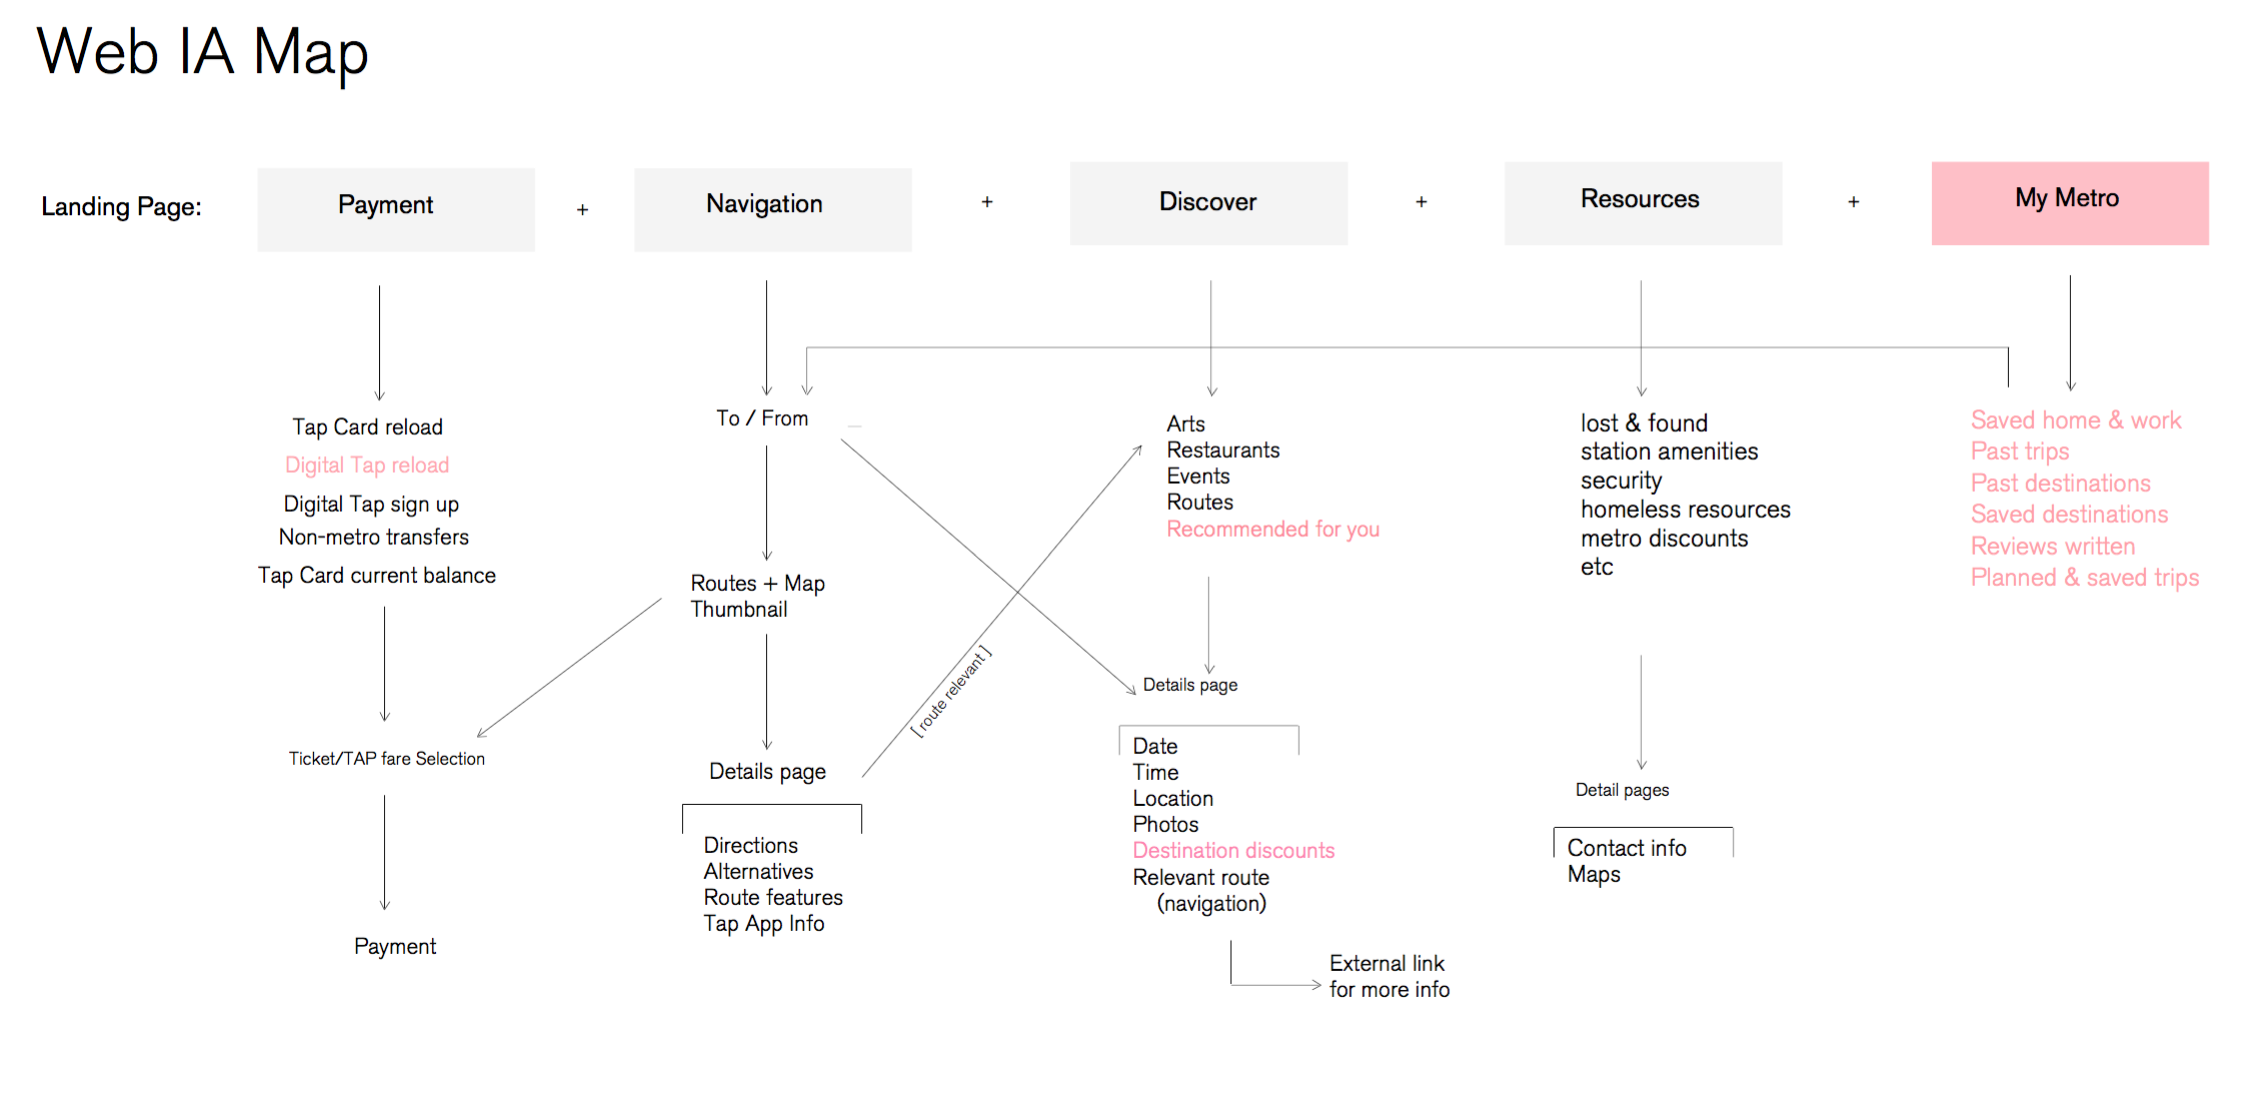 Web IA Map
Landing Page:
Payment
+
Navigation
+
Discover
+
Resources
+
My Metro
Tap Card reload
Digital Tap reload
Digital Tap sign up
Non-metro transfers
Tap Card current balance
Ticket/TAP fare Selection
Payment
To / From
Routes + Map
Thumbnail
Details page
Directions
Alternatives
Route features
Tap App Info
[ route relevant ]
Arts
Restaurants
Events
Routes
Recommended for you
Details page
Date
Time
Location
Photos
Destination discounts
Relevant route
(navigation)
External link
for more info
lost & found
station amenities
security
homeless resources
metro discounts
etc
Detail pages
Contact info
Maps
Saved home & work
Past trips
Past destinations
Saved destinations
Reviews written
Planned & saved trips